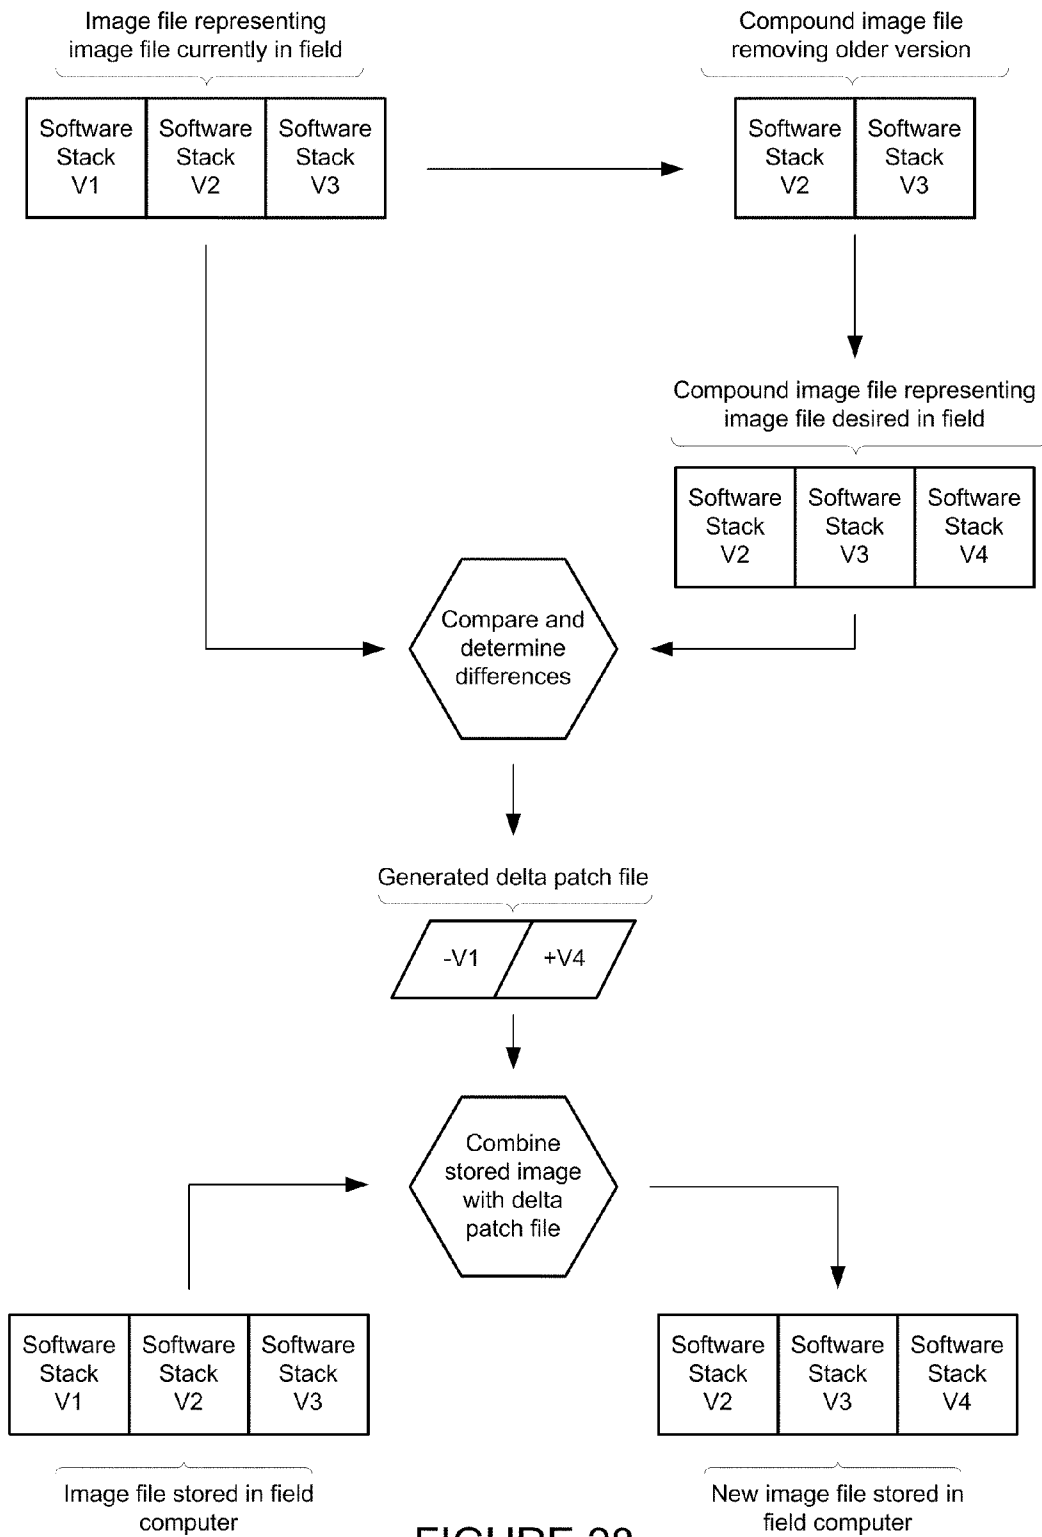 Image file representing
image file currently in field
Compound image file
removing older version
Software
Stack
V1
Software
Stack
V2
Software
Stack
V3
Software
Stack
V2
Software
Stack
V3
Compound image file representing
image file desired in field
Software
Stack
V2
Software
Stack
V3
Software
Stack
V4
Compare and
determine
differences
Generated delta patch file
-V1
+V4
Combine
stored image
with delta
patch file
Software
Stack
V1
Software
Stack
V2
Software
Stack
V3
Software
Stack
V2
Software
Stack
V3
Software
Stack
V4
Image file stored in field
computer
New image file stored in
field computer